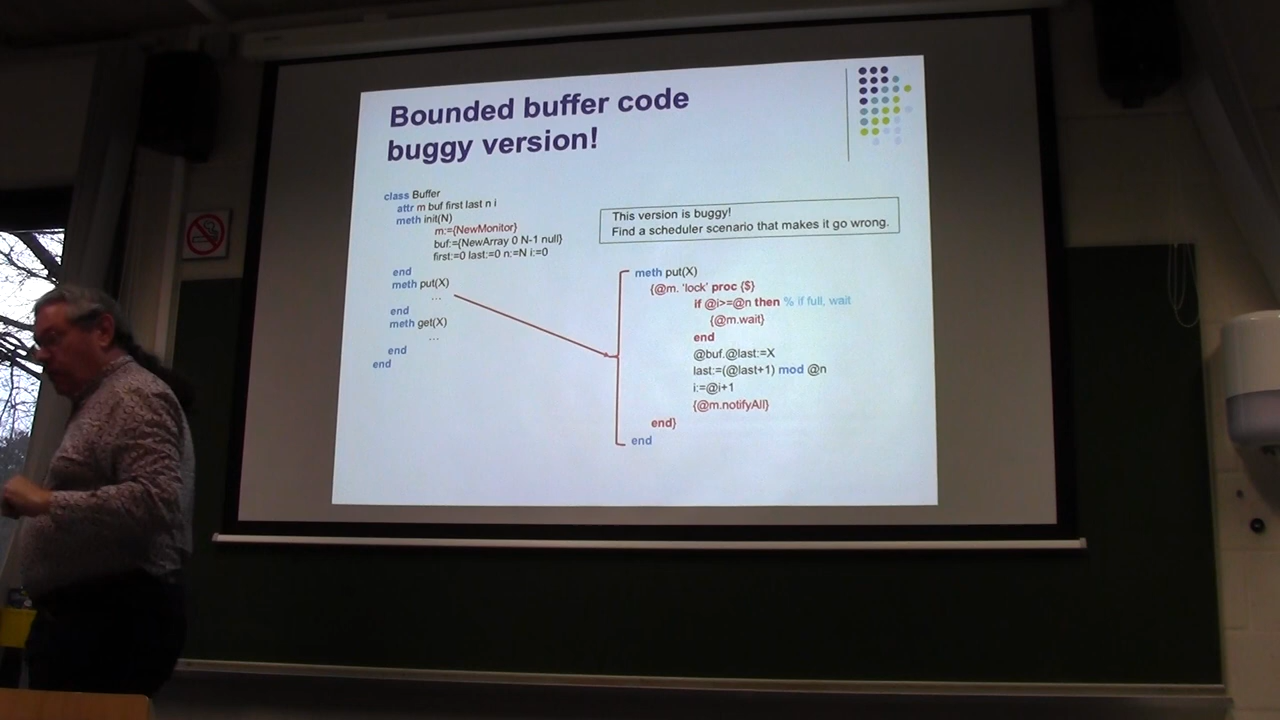 Bounded buffer code
buggy version!
class Buffer
attr m buf first last n i
meth init(N)
m:={NewMonitor}
buf:={NewArray 0 N-1 null}
first:=0 last:=0 n:=N i:=0
end
meth put(X)
...
end
meth get(X)
...
end
end
This version is buggy!
Find a scheduler scenario that makes it go wrong.
meth put(X)
{@m. 'lock' proc {$}
if @i>=@n then % if full, wait
{@m.wait}
end
@buf.@last:=X
last:=(@last+1) mod @n
i:=@i+1
{@m.notifyAll}
end}
end